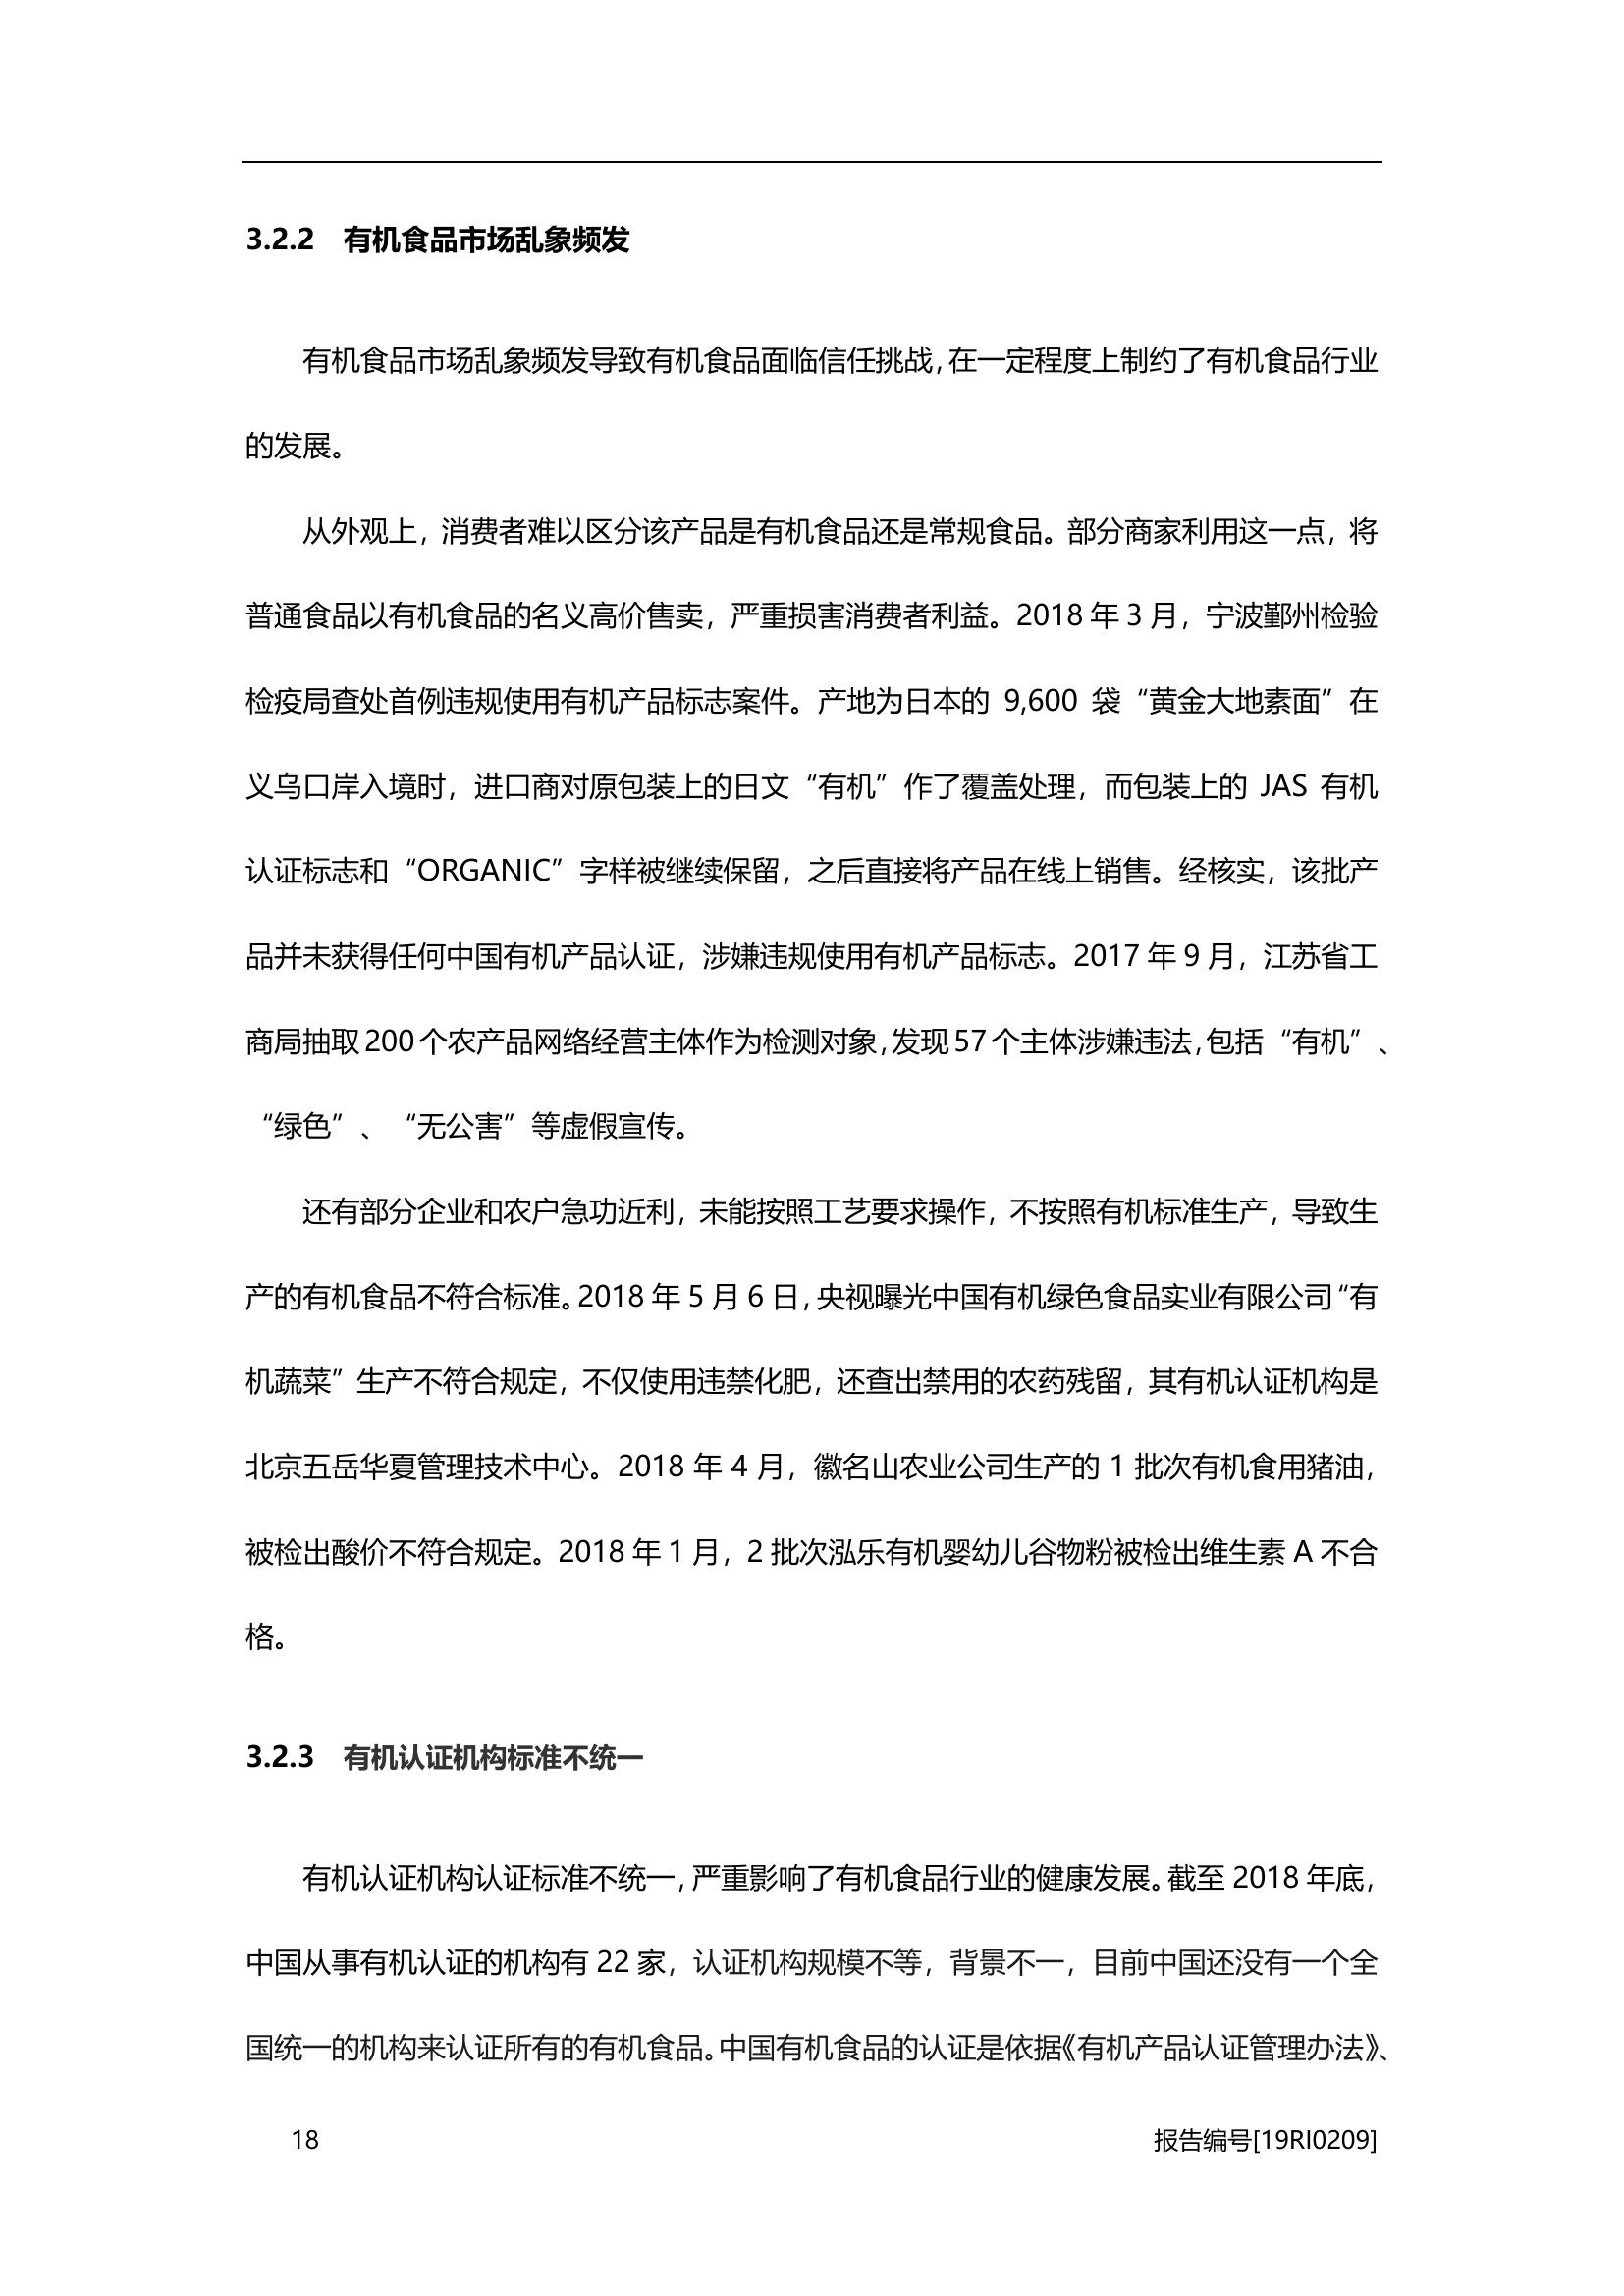 3.2.2 有机食品市场乱象频发
有机食品市场乱象频发导致有机食品面临信任挑战，在一定程度上制约了有机食品行业
的发展。
从外观上，消费者难以区分该产品是有机食品还是常规食品。部分商家利用这一点，将
普通食品以有机食品的名义高价售卖，严重损害消费者利益。2018 年 3 月，宁波鄞州检验
检疫局查处首例违规使用有机产品标志案件。产地为日本的 9,600 袋“黄金大地素面”在
义乌口岸入境时，进口商对原包装上的日文“有机”作了覆盖处理，而包装上的 JAS 有机
认证标志和“ORGANIC”字样被继续保留，之后直接将产品在线上销售。经核实，该批产
品并未获得任何中国有机产品认证，涉嫌违规使用有机产品标志。2017 年 9 月，江苏省工
商局抽取 200 个农产品网络经营主体作为检测对象，发现 57 个主体涉嫌违法，包括“有机”、
“绿色”、“无公害”等虚假宣传。
还有部分企业和农户急功近利，未能按照工艺要求操作，不按照有机标准生产，导致生
产的有机食品不符合标准。2018 年 5 月 6 日，央视曝光中国有机绿色食品实业有限公司“有
机蔬菜”生产不符合规定，不仅使用违禁化肥，还查出禁用的农药残留，其有机认证机构是
北京五岳华夏管理技术中心。2018 年 4 月，徽名山农业公司生产的 1 批次有机食用猪油，
被检出酸价不符合规定。2018 年 1 月，2 批次泓乐有机婴幼儿谷物粉被检出维生素 A 不合
格。
3.2.3 有机认证机构标准不统一
有机认证机构认证标准不统一，严重影响了有机食品行业的健康发展。截至 2018 年底，
中国从事有机认证的机构有 22 家，认证机构规模不等，背景不一，目前中国还没有一个全
国统一的机构来认证所有的有机食品。中国有机食品的认证是依据《有机产品认证管理办法》、
18 报告编号[19RI0209]